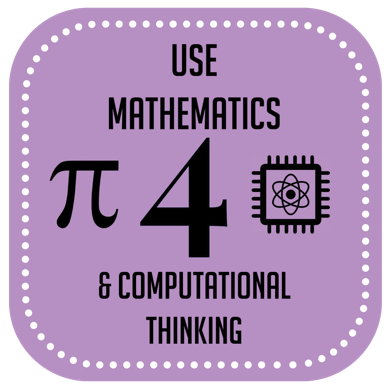 USE
MATHEMATICS
π 4
& COMPUTATIONAL
THINKING